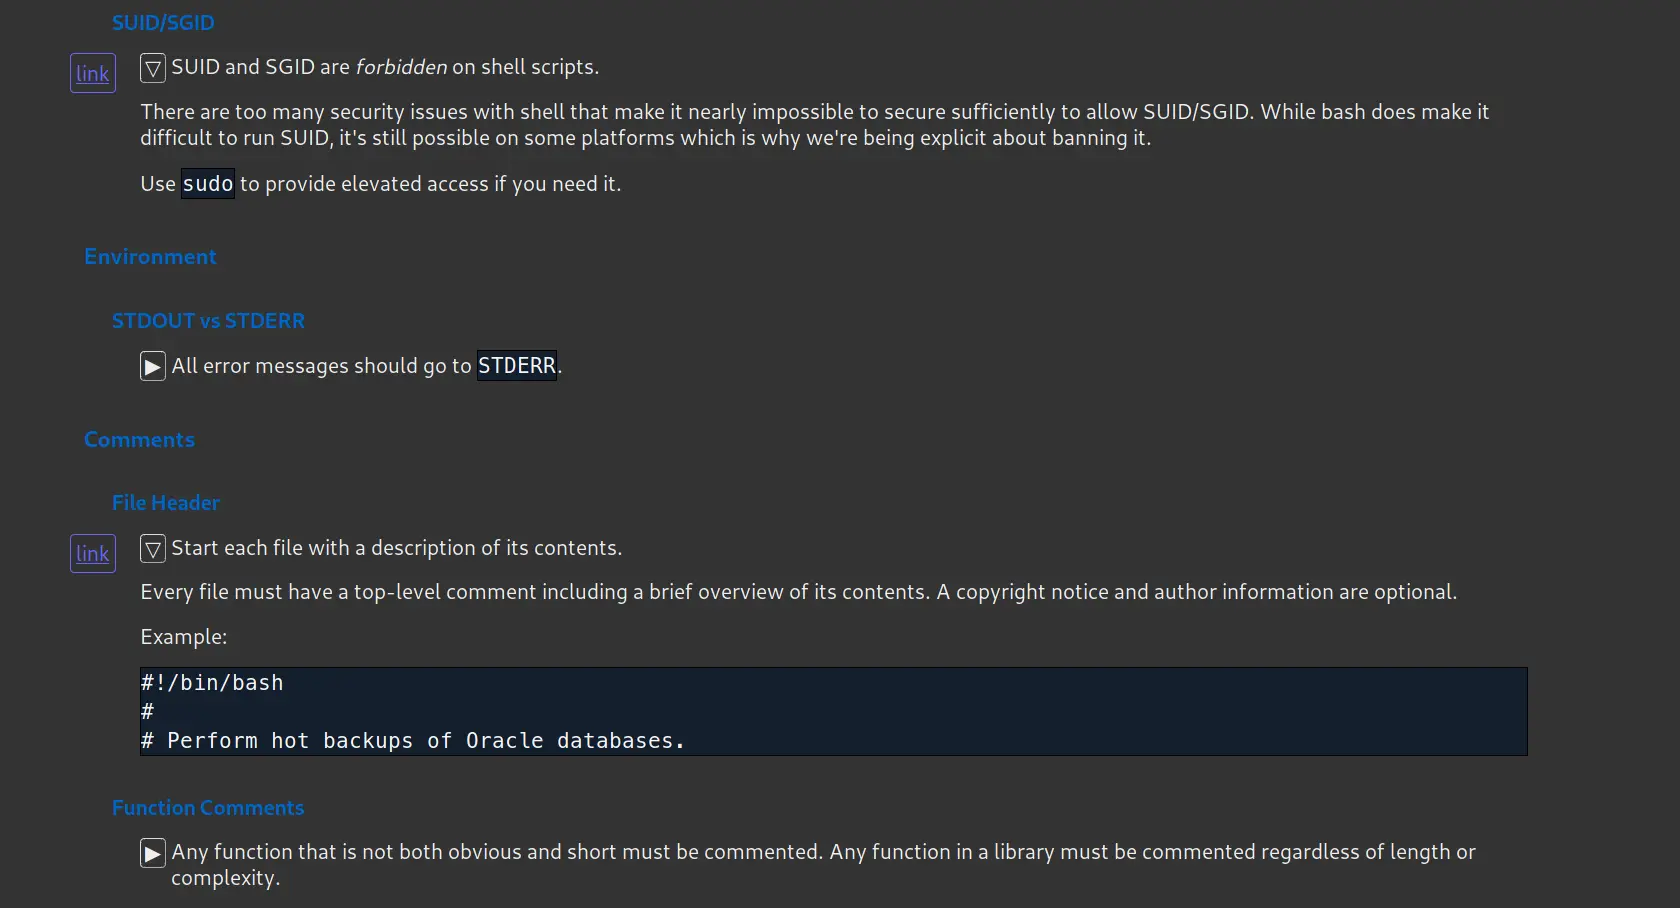 SUID/SGID
link
▽ SUID and SGID are forbidden on shell scripts.
There are too many security issues with shell that make it nearly impossible to secure sufficiently to allow SUID/SGID. While bash does make it
difficult to run SUID, it's still possible on some platforms which is why we're being explicit about banning it.
Use sudo to provide elevated access if you need it.
Environment
STDOUT vs STDERR
▶ All error messages should go to STDERR.
Comments
File Header
link
▽ Start each file with a description of its contents.
Every file must have a top-level comment including a brief overview of its contents. A copyright notice and author information are optional.
Example:
#!/bin/bash
#
# Perform hot backups of Oracle databases.
Function Comments
▶ Any function that is not both obvious and short must be commented. Any function in a library must be commented regardless of length or
complexity.